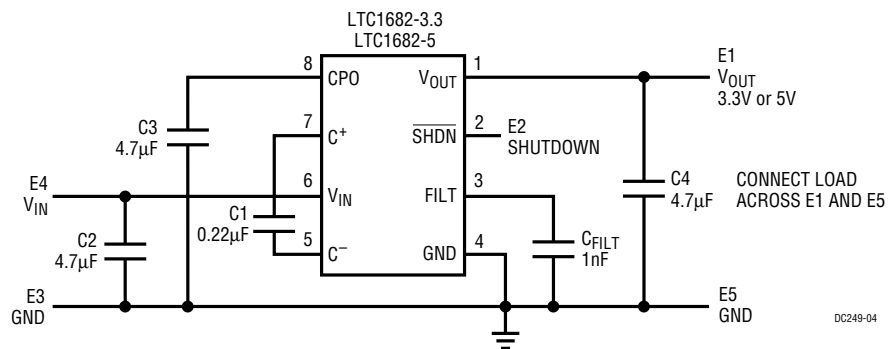 LTC1682-3.3
LTC1682-5
8
CPO
VOUT
1
E1
VOUT
3.3V or 5V
C3
4.7µF
7
C+
SHDN
2
E2
SHUTDOWN
E4
VIN
6
VIN
FILT
3
C4
4.7µF
CONNECT LOAD
ACROSS E1 AND E5
C1
0.22µF
5
C–
GND
4
CFILT
1nF
C2
4.7µF
E3
GND
E5
GND
DC249-04